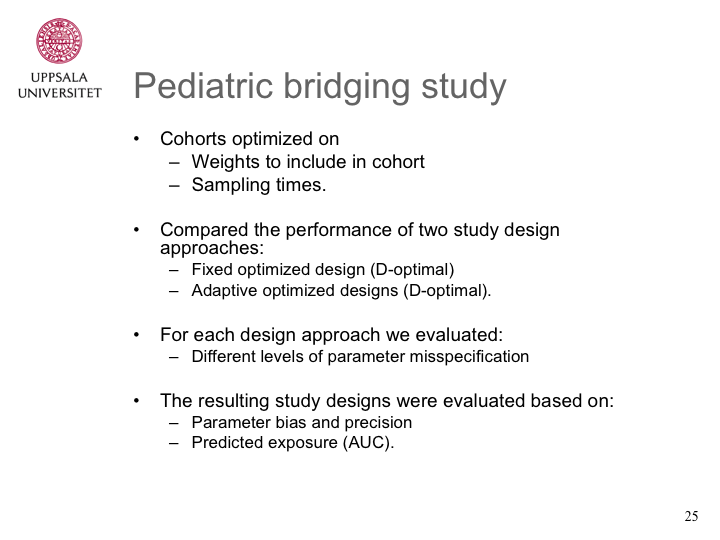 UPPSALA
UNIVERSITET
Pediatric bridging study
• Cohorts optimized on
– Weights to include in cohort
– Sampling times.
• Compared the performance of two study design
approaches:
– Fixed optimized design (D-optimal)
– Adaptive optimized designs (D-optimal).
• For each design approach we evaluated:
– Different levels of parameter misspecification
• The resulting study designs were evaluated based on:
– Parameter bias and precision
– Predicted exposure (AUC).
25